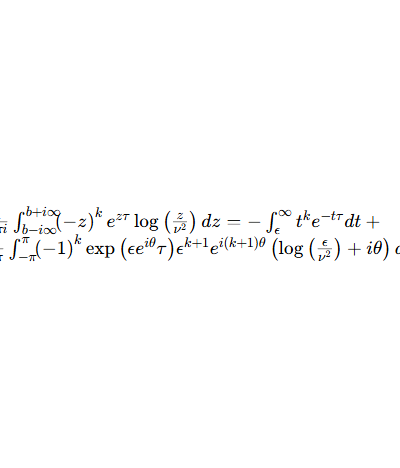 \int_{b-i\infty}^{b+i\infty} (-z)^k e^{z\tau} \log\left(\frac{z}{\nu^2}\right) dz = -\int_{\epsilon}^{\infty} t^k e^{-t\tau} dt +
\int_{-\pi}^{\pi} (-1)^k \exp\left(\epsilon e^{i\theta}\tau\right) \epsilon^{k+1} e^{i(k+1)\theta} \left(\log\left(\frac{\epsilon}{\nu^2}\right) + i\theta\right)